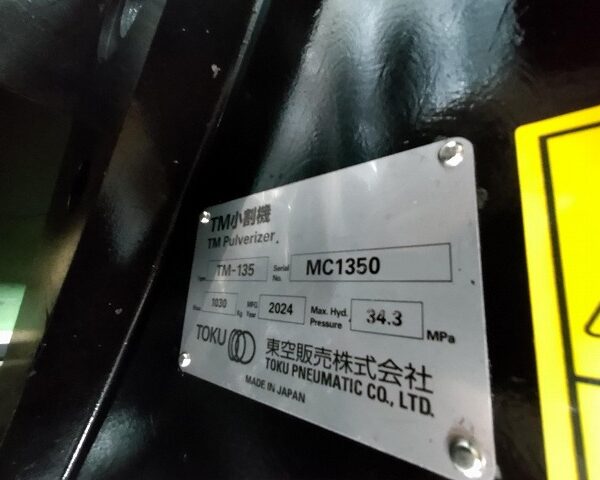 TM小割機
TM Pulverizer
Type TM-135 Serial No. MC1350
Mass 1030 Kg MFG Year 2024 Max. Hyd. Pressure 34.3 MPa
TOKU 東空販売株式会社
TOKU PNEUMATIC CO., LTD.
MADE IN JAPAN